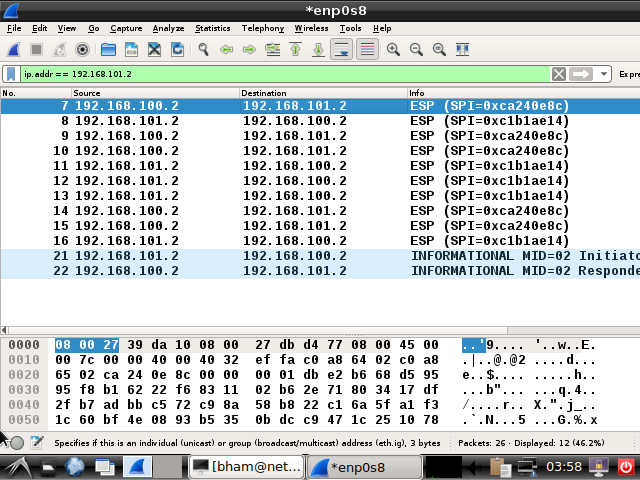 *enp0s8
File Edit View Go Capture Analyze Statistics Telephony Wireless Tools Help
ip.addr == 192.168.101.2 Expre
No. Source Destination Info
7 192.168.100.2 192.168.101.2 ESP (SPI=0xca240e8c)
8 192.168.101.2 192.168.100.2 ESP (SPI=0xc1b1ae14)
9 192.168.100.2 192.168.101.2 ESP (SPI=0xca240e8c)
10 192.168.100.2 192.168.101.2 ESP (SPI=0xca240e8c)
11 192.168.101.2 192.168.100.2 ESP (SPI=0xc1b1ae14)
12 192.168.101.2 192.168.100.2 ESP (SPI=0xc1b1ae14)
13 192.168.101.2 192.168.100.2 ESP (SPI=0xc1b1ae14)
14 192.168.100.2 192.168.101.2 ESP (SPI=0xca240e8c)
15 192.168.100.2 192.168.101.2 ESP (SPI=0xca240e8c)
16 192.168.101.2 192.168.100.2 ESP (SPI=0xc1b1ae14)
21 192.168.101.2 192.168.100.2 INFORMATIONAL MID=02 Initiato
22 192.168.100.2 192.168.101.2 INFORMATIONAL MID=02 Responde
0000 08 00 27 39 da 10 08 00 27 db d4 77 08 00 45 00 ..'9.... '..w..E.
0010 00 7c 00 00 40 00 40 32 ef fa c0 a8 64 02 c0 a8 .|..@.@2 ....d...
0020 65 02 ca 24 0e 8c 00 00 00 01 db e2 b6 68 d5 95 e..$.... .....h..
0030 95 f8 b1 62 22 f6 83 11 02 b6 2e 71 80 34 17 df ...b"... ...q.4..
0040 2f b7 ad bb c5 72 c9 8a 58 b8 22 c1 6a 5f a1 f3 /....r.. X.".j_..
0050 1c 60 bf 4e 08 93 b5 35 0b dc c9 47 1c 25 10 78 .`.N...5 ...G.%.x
Specifies if this is an individual (unicast) or group (broadcast/multicast) address (eth.ig), 3 bytes Packets: 26 · Displayed: 12 (46.2%)
[bham@net... *enp0s8 03:58